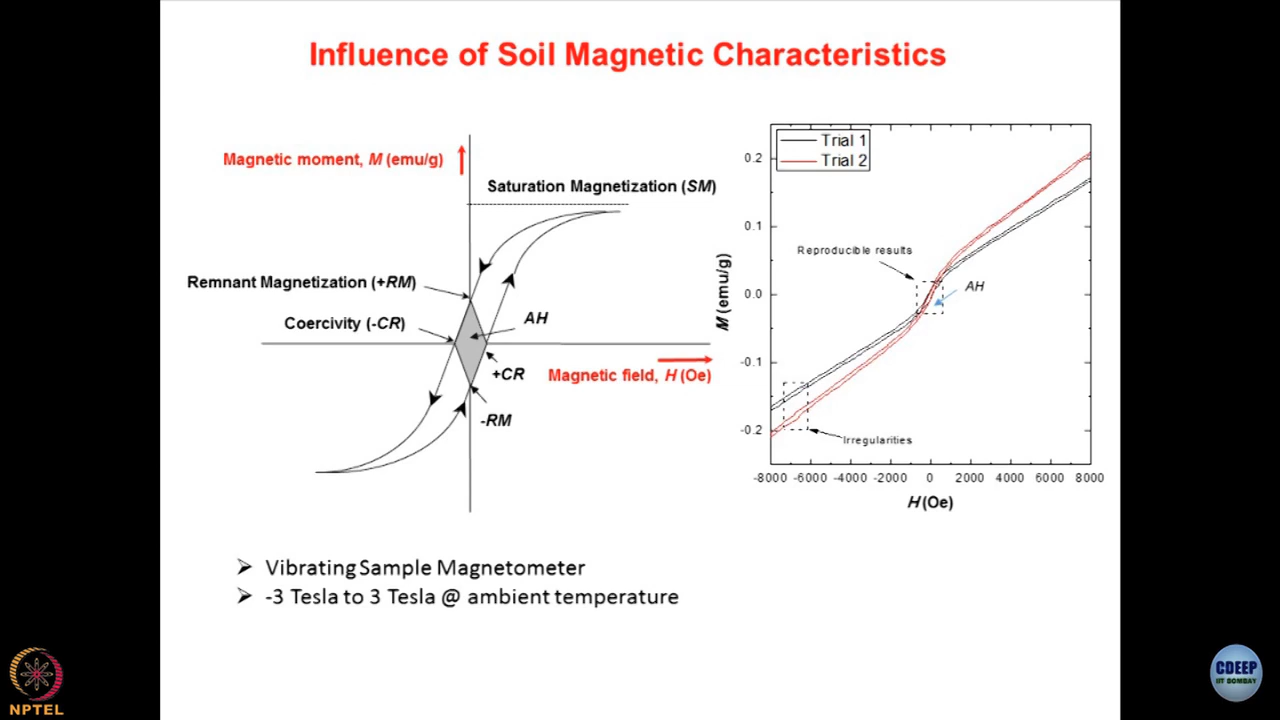 Influence of Soil Magnetic Characteristics
Magnetic moment, M (emu/g)
Saturation Magnetization (SM)
Remnant Magnetization (+RM)
Coercivity (-CR)
AH
+CR
Magnetic field, H (Oe)
-RM
Trial 1
Trial 2
M (emu/g)
0.2
0.1
0.0
-0.1
-0.2
Reproducible results
AH
Irregularities
-8000 -6000 -4000 -2000 0 2000 4000 6000 8000
H (Oe)
➢ Vibrating Sample Magnetometer
➢ -3 Tesla to 3 Tesla @ ambient temperature
NPTEL
CDEEP
IIT BOMBAY